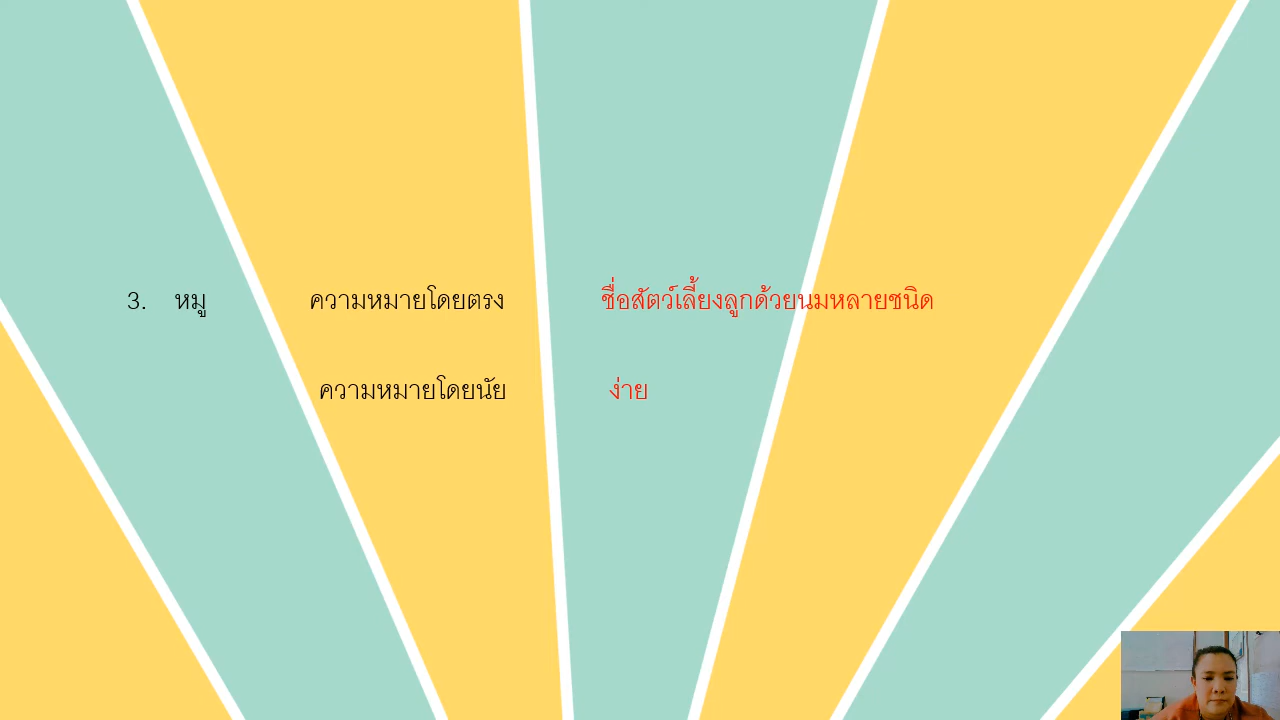 3. หมู ความหมายโดยตรง ชื่อสัตว์เลี้ยงลูกด้วยนมหลายชนิด
ความหมายโดยนัย ง่าย